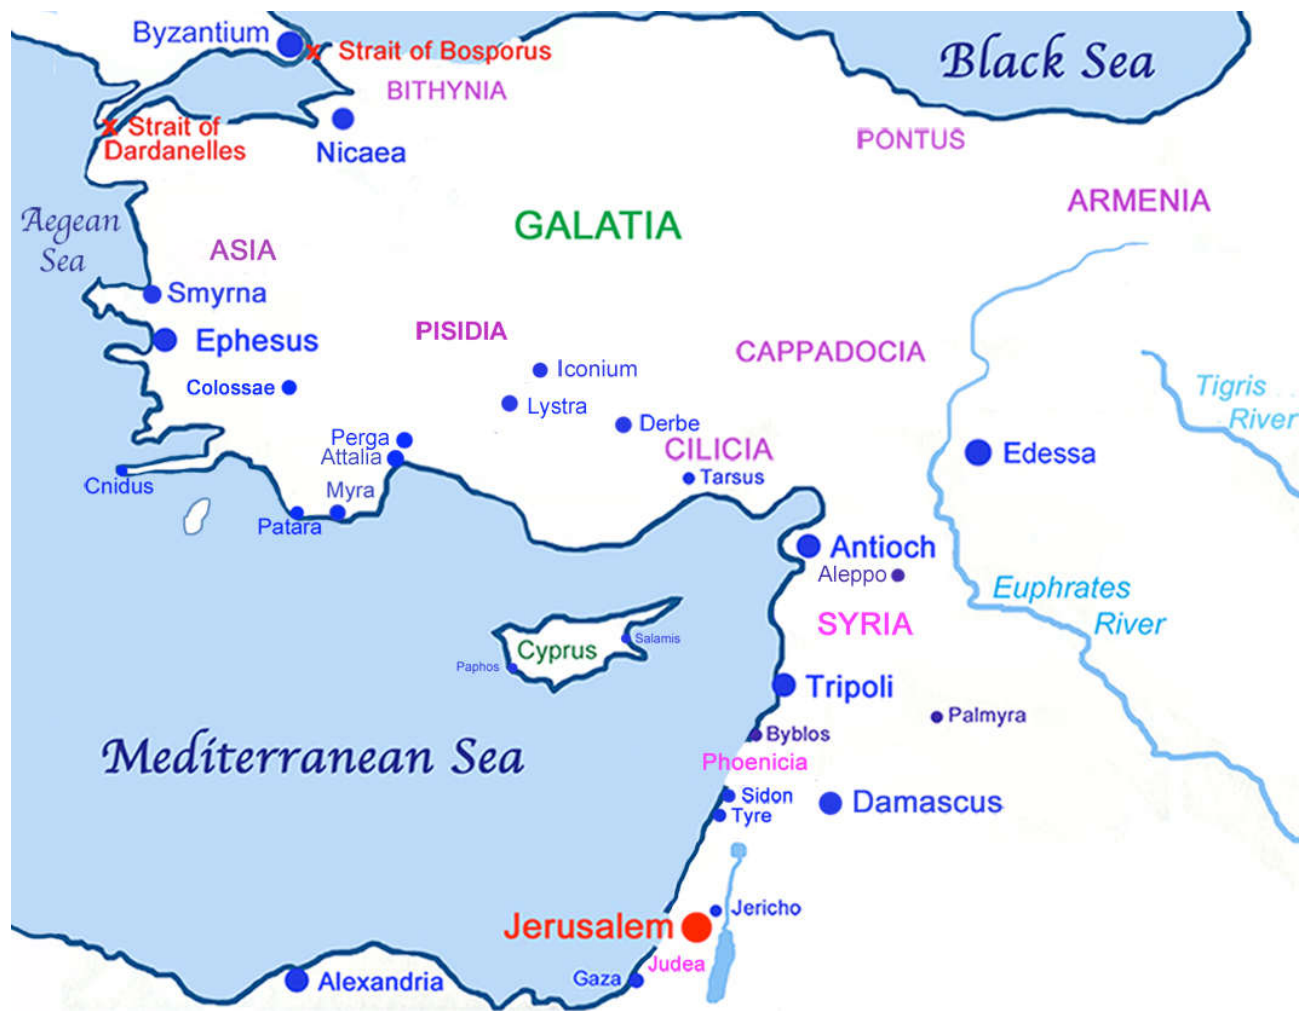 Byzantium
Strait of Bosporus
Black Sea
BITHYNIA
Strait of
Dardanelles
Nicaea
PONTUS
ARMENIA
Aegean
Sea
GALATIA
ASIA
Smyrna
Ephesus
PISIDIA
CAPPADOCIA
Iconium
Colossae
Lystra
Derbe
Tigris
River
Perga
Attalia
CILICIA
Edessa
Tarsus
Cnidus
Myra
Patara
Antioch
Aleppo
Euphrates
River
SYRIA
Cyprus
Salamis
Paphos
Tripoli
Palmyra
Byblos
Mediterranean Sea
Phoenicia
Sidon
Damascus
Tyre
Jericho
Jerusalem
Judea
Gaza
Alexandria